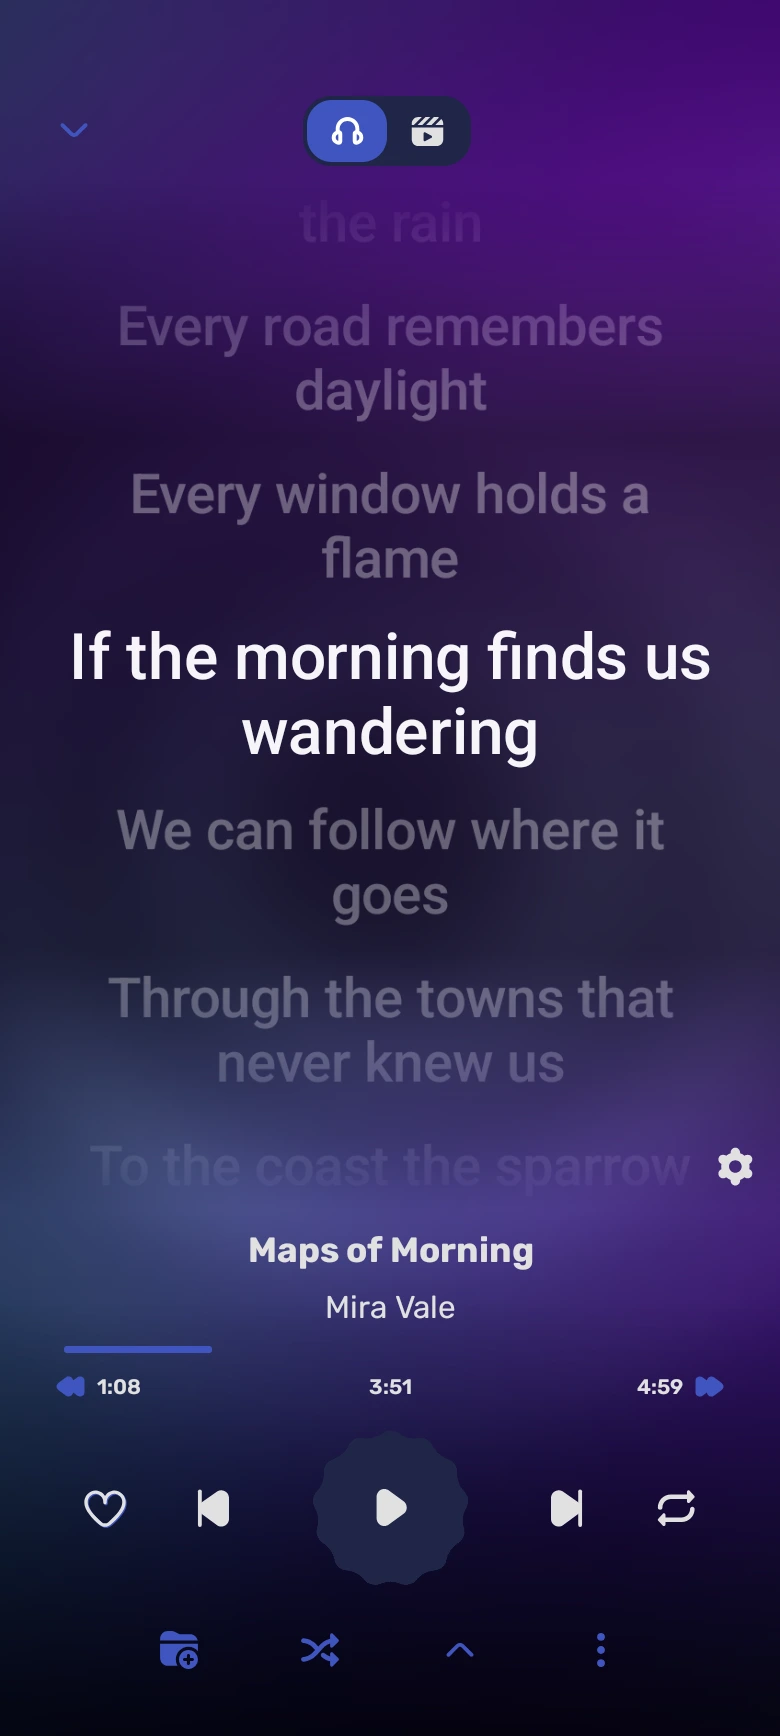 the rain
Every road remembers
daylight
Every window holds a
flame
If the morning finds us
wandering
We can follow where it
goes
Through the towns that
never knew us
To the coast the sparrow
Maps of Morning
Mira Vale
1:08 3:51 4:59